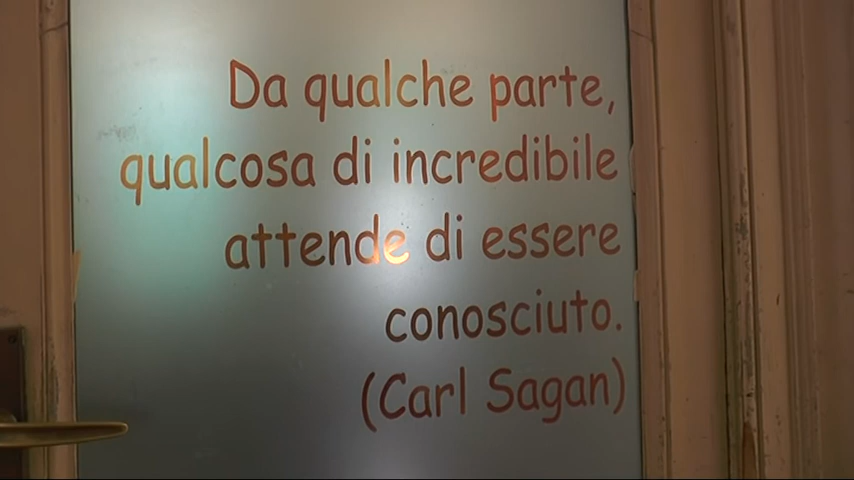 Da qualche parte,
qualcosa di incredibile
attende di essere
conosciuto.
(Carl Sagan)